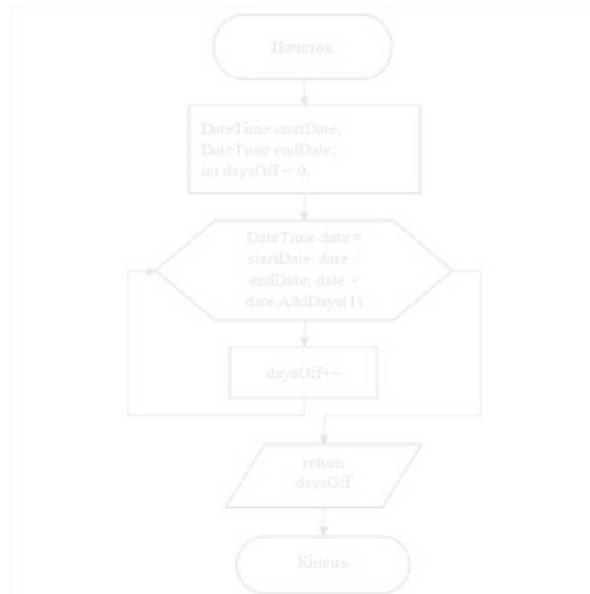 Початок
DateTime startDate;
DateTime endDate;
int daysOff = 0;
DateTime date =
startDate; date <
endDate; date =
date.AddDays(1)
daysOff++
return
daysOff
Кінець